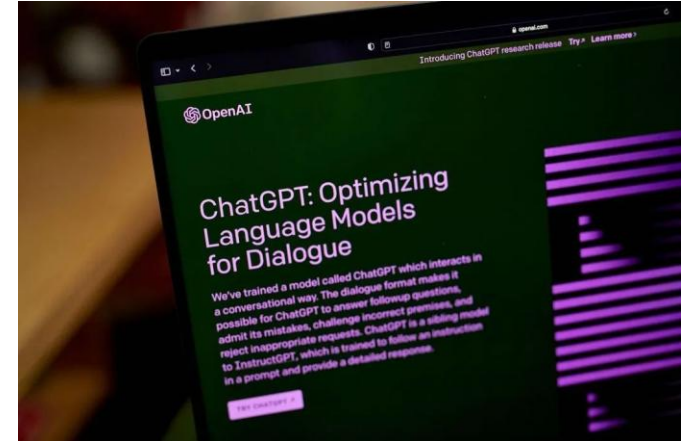 openai.com
Introducing ChatGPT research release Try↗ Learn more›
OpenAI
ChatGPT: Optimizing
Language Models
for Dialogue
We've trained a model called ChatGPT which interacts in
a conversational way. The dialogue format makes it
possible for ChatGPT to answer followup questions,
admit its mistakes, challenge incorrect premises, and
reject inappropriate requests. ChatGPT is a sibling model
to InstructGPT, which is trained to follow an instruction
in a prompt and provide a detailed response.
TRY CHATGPT ↗